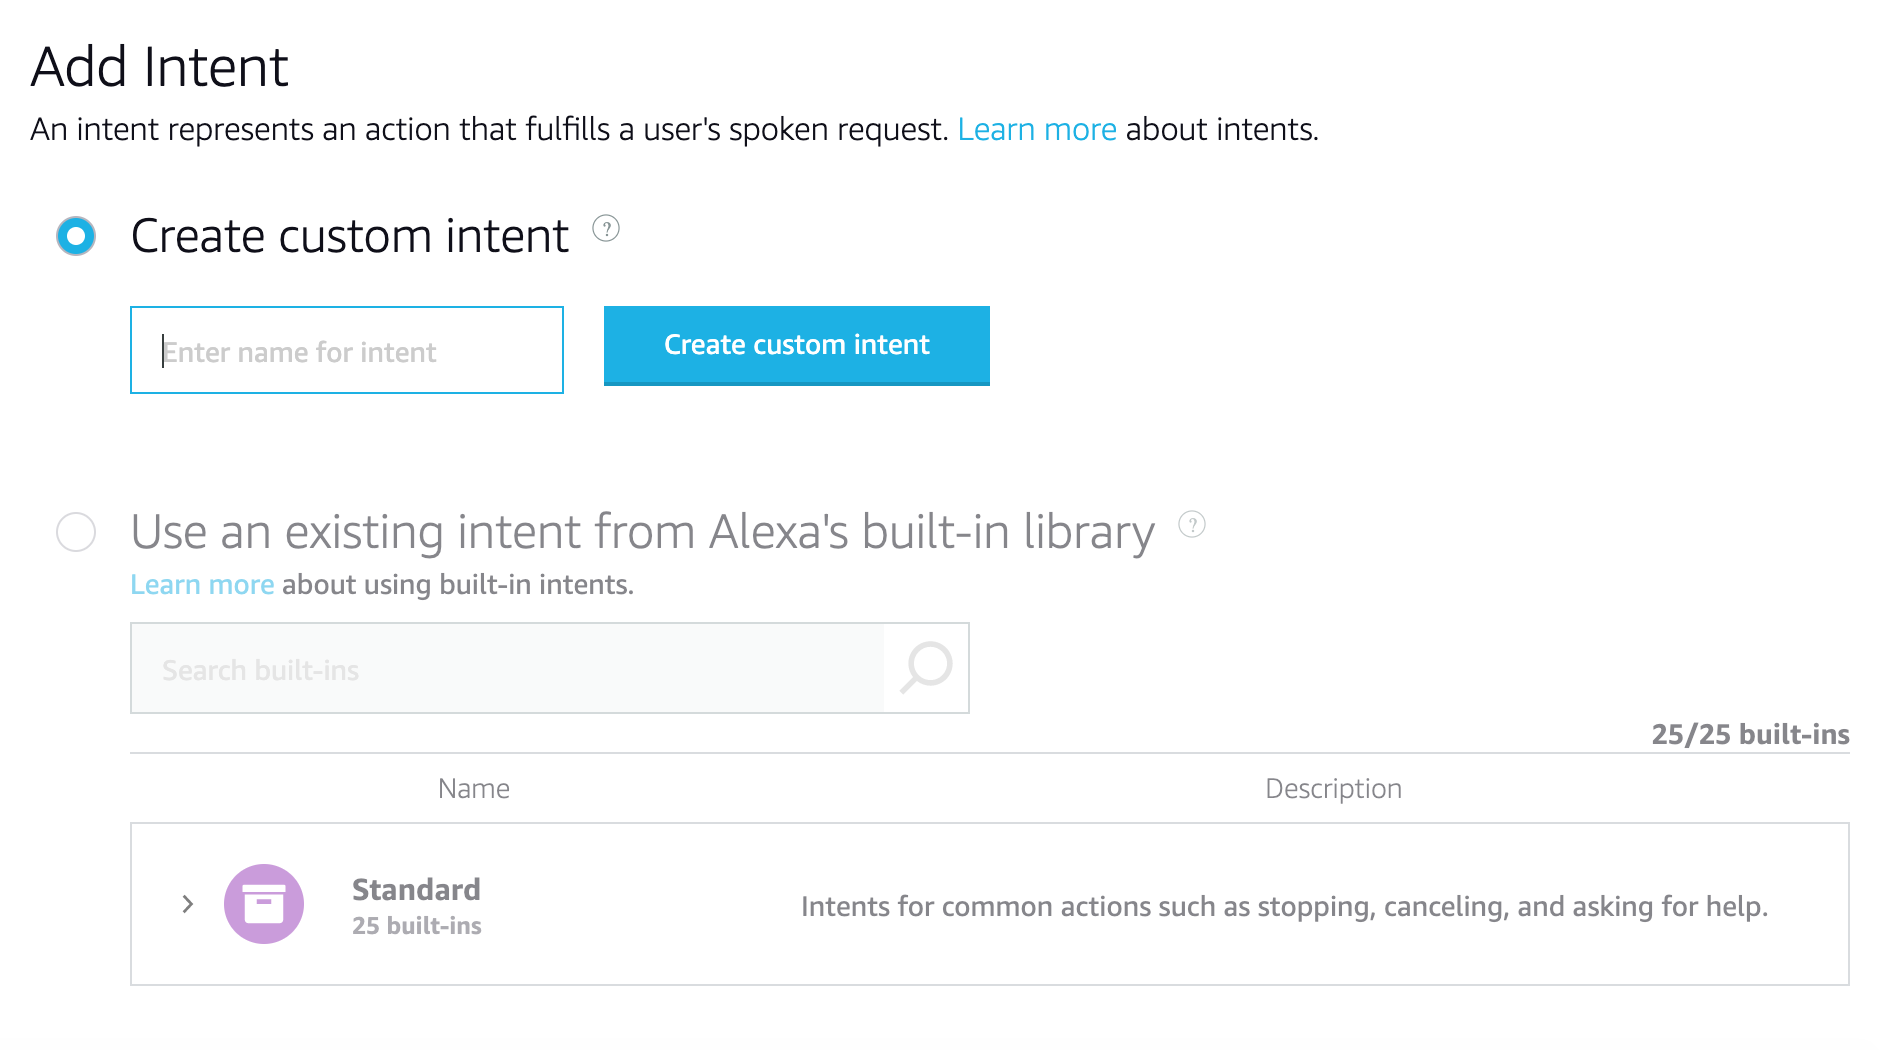 Add Intent
An intent represents an action that fulfills a user's spoken request. Learn more about intents.
Create custom intent ?
Enter name for intent
Create custom intent
Use an existing intent from Alexa's built-in library ?
Learn more about using built-in intents.
Search built-ins
25/25 built-ins
Name Description
Standard
25 built-ins
Intents for common actions such as stopping, canceling, and asking for help.